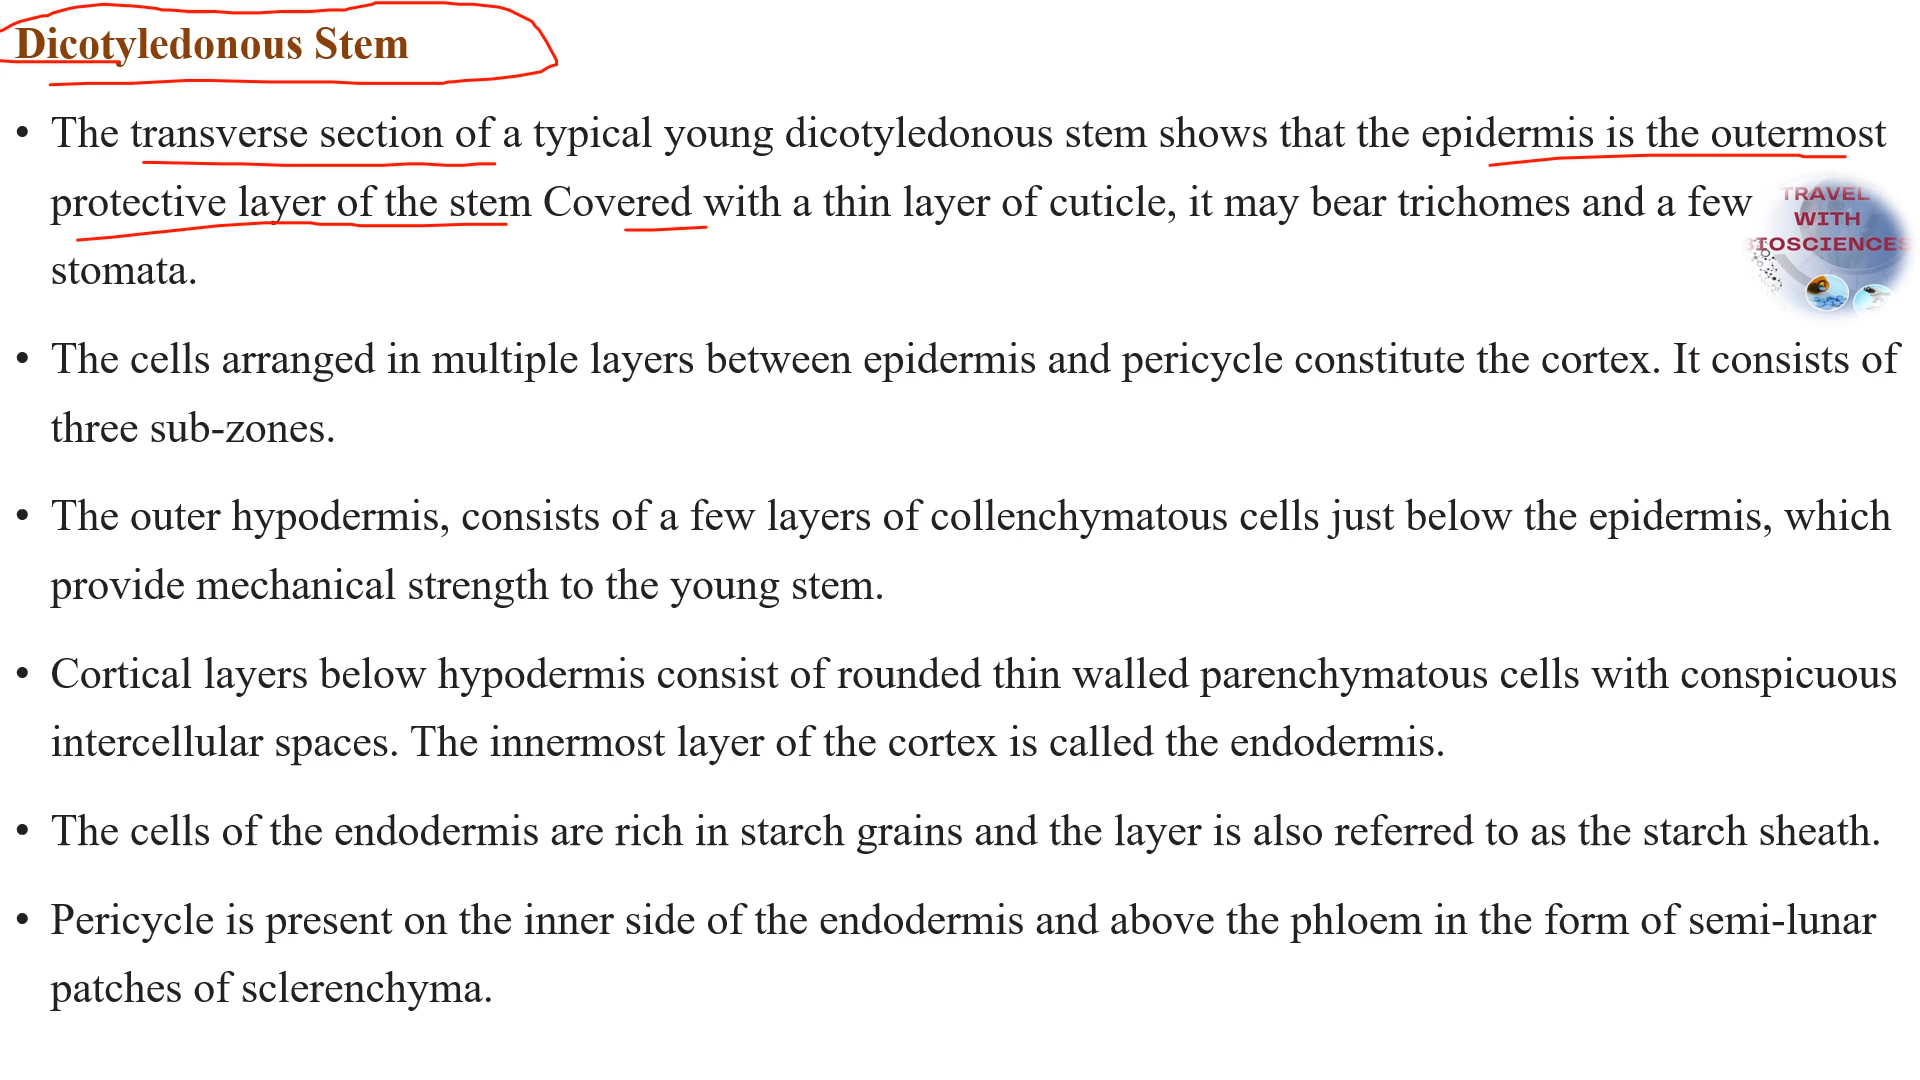 Dicotyledonous Stem
• The transverse section of a typical young dicotyledonous stem shows that the epidermis is the outermost
protective layer of the stem Covered with a thin layer of cuticle, it may bear trichomes and a few
stomata.
TRAVEL
WITH
BIOSCIENCES
• The cells arranged in multiple layers between epidermis and pericycle constitute the cortex. It consists of
three sub-zones.
• The outer hypodermis, consists of a few layers of collenchymatous cells just below the epidermis, which
provide mechanical strength to the young stem.
• Cortical layers below hypodermis consist of rounded thin walled parenchymatous cells with conspicuous
intercellular spaces. The innermost layer of the cortex is called the endodermis.
• The cells of the endodermis are rich in starch grains and the layer is also referred to as the starch sheath.
• Pericycle is present on the inner side of the endodermis and above the phloem in the form of semi-lunar
patches of sclerenchyma.